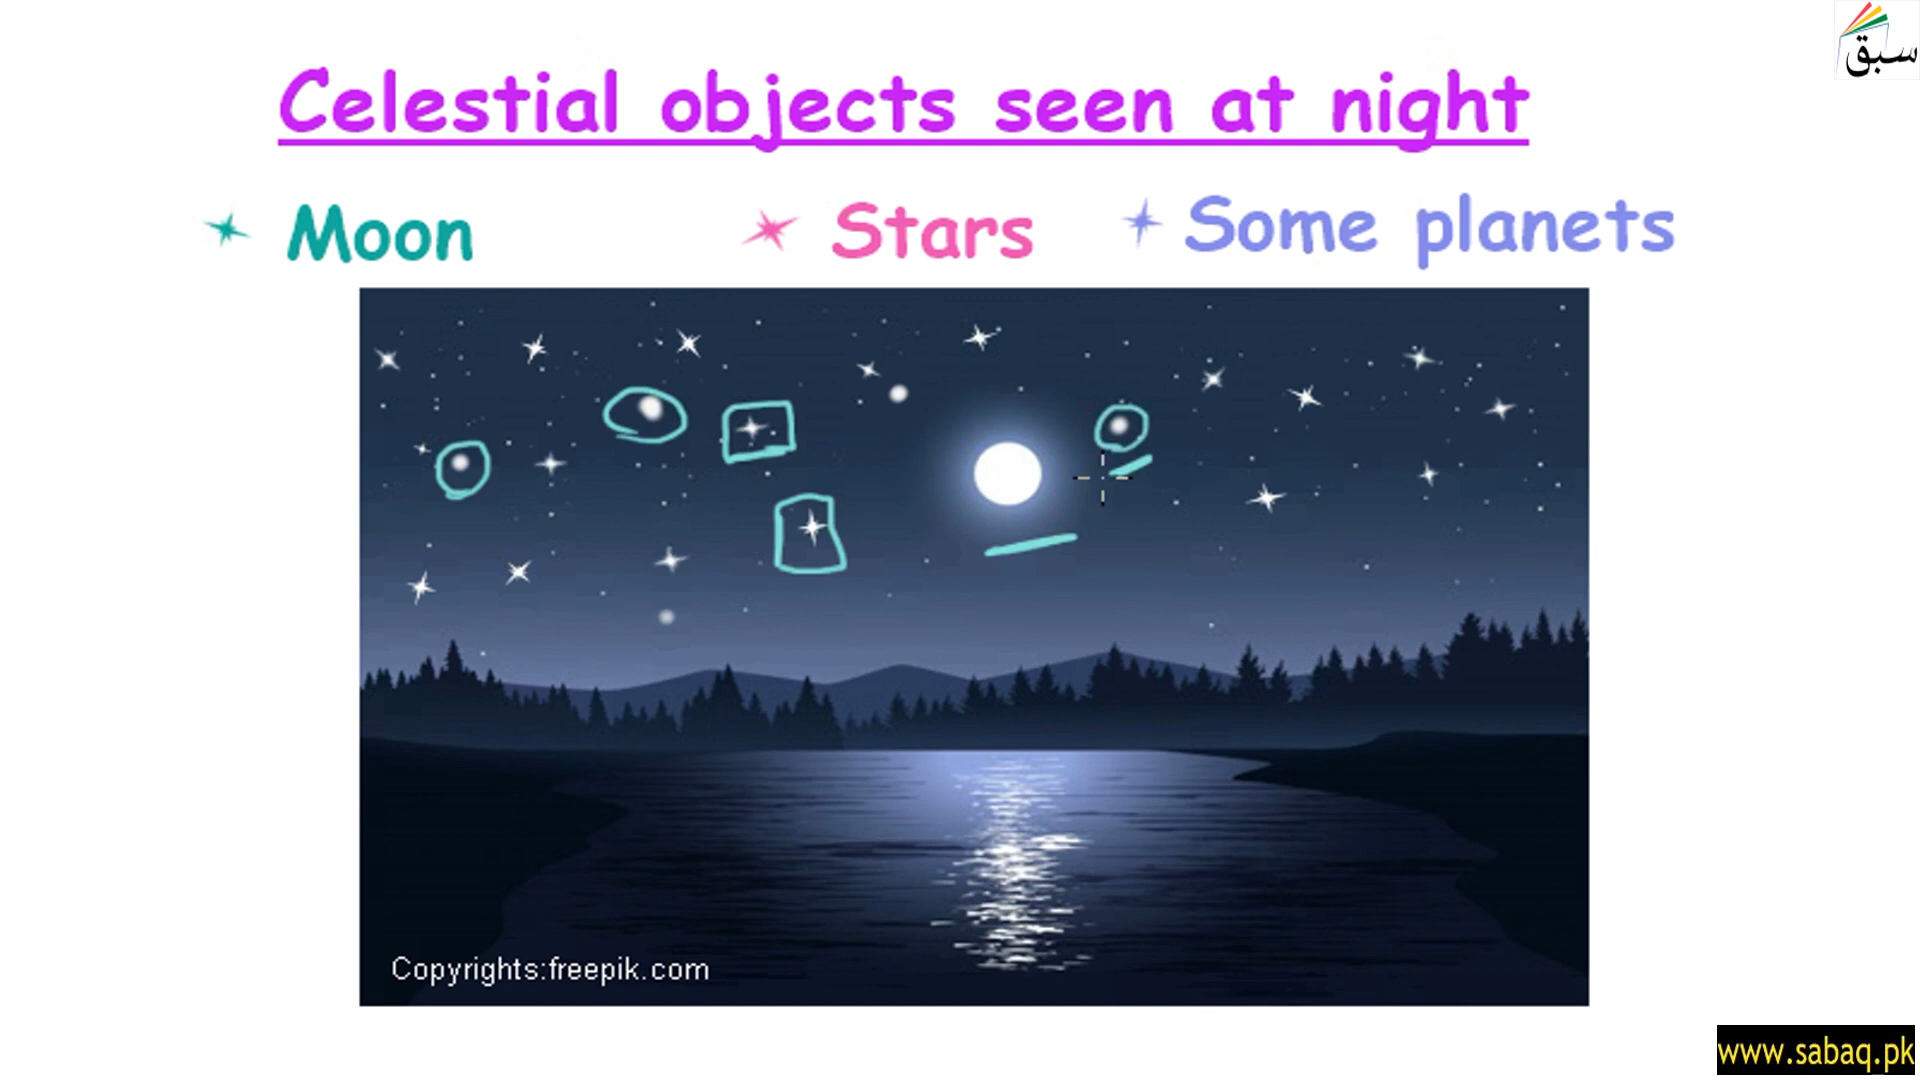 سبق
Celestial objects seen at night
Moon
Stars
Some planets
Copyrights:freepik.com
www.sabaq.pk